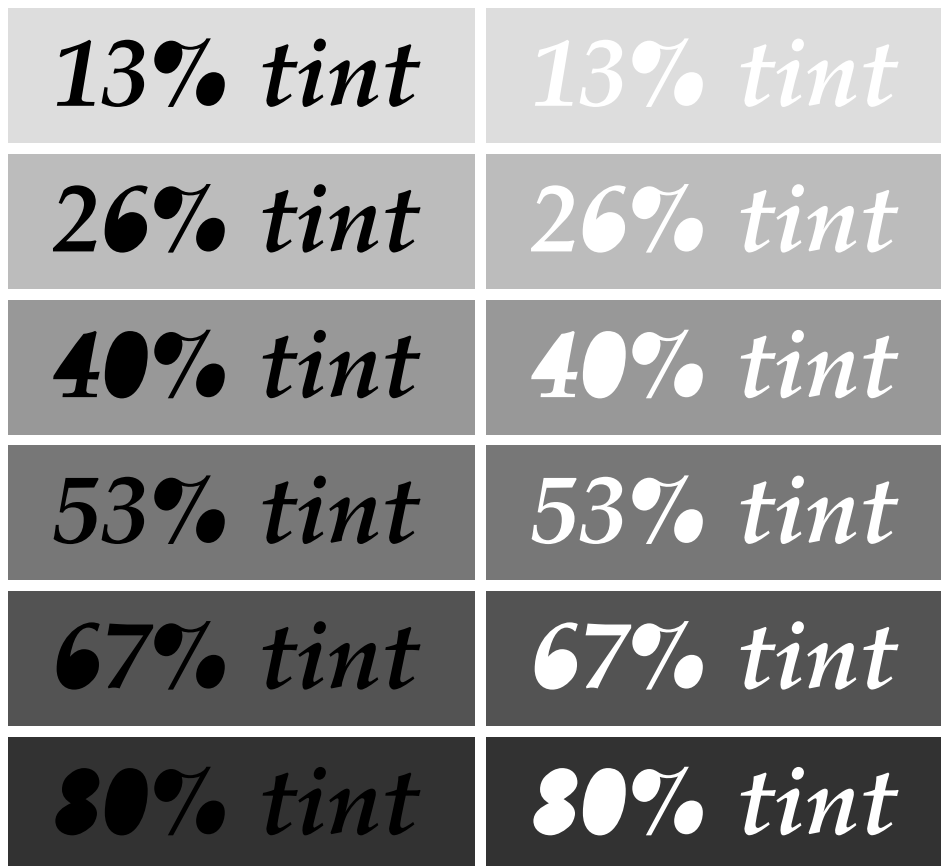 13% tint 13% tint
26% tint 26% tint
40% tint 40% tint
53% tint 53% tint
67% tint 67% tint
80% tint 80% tint